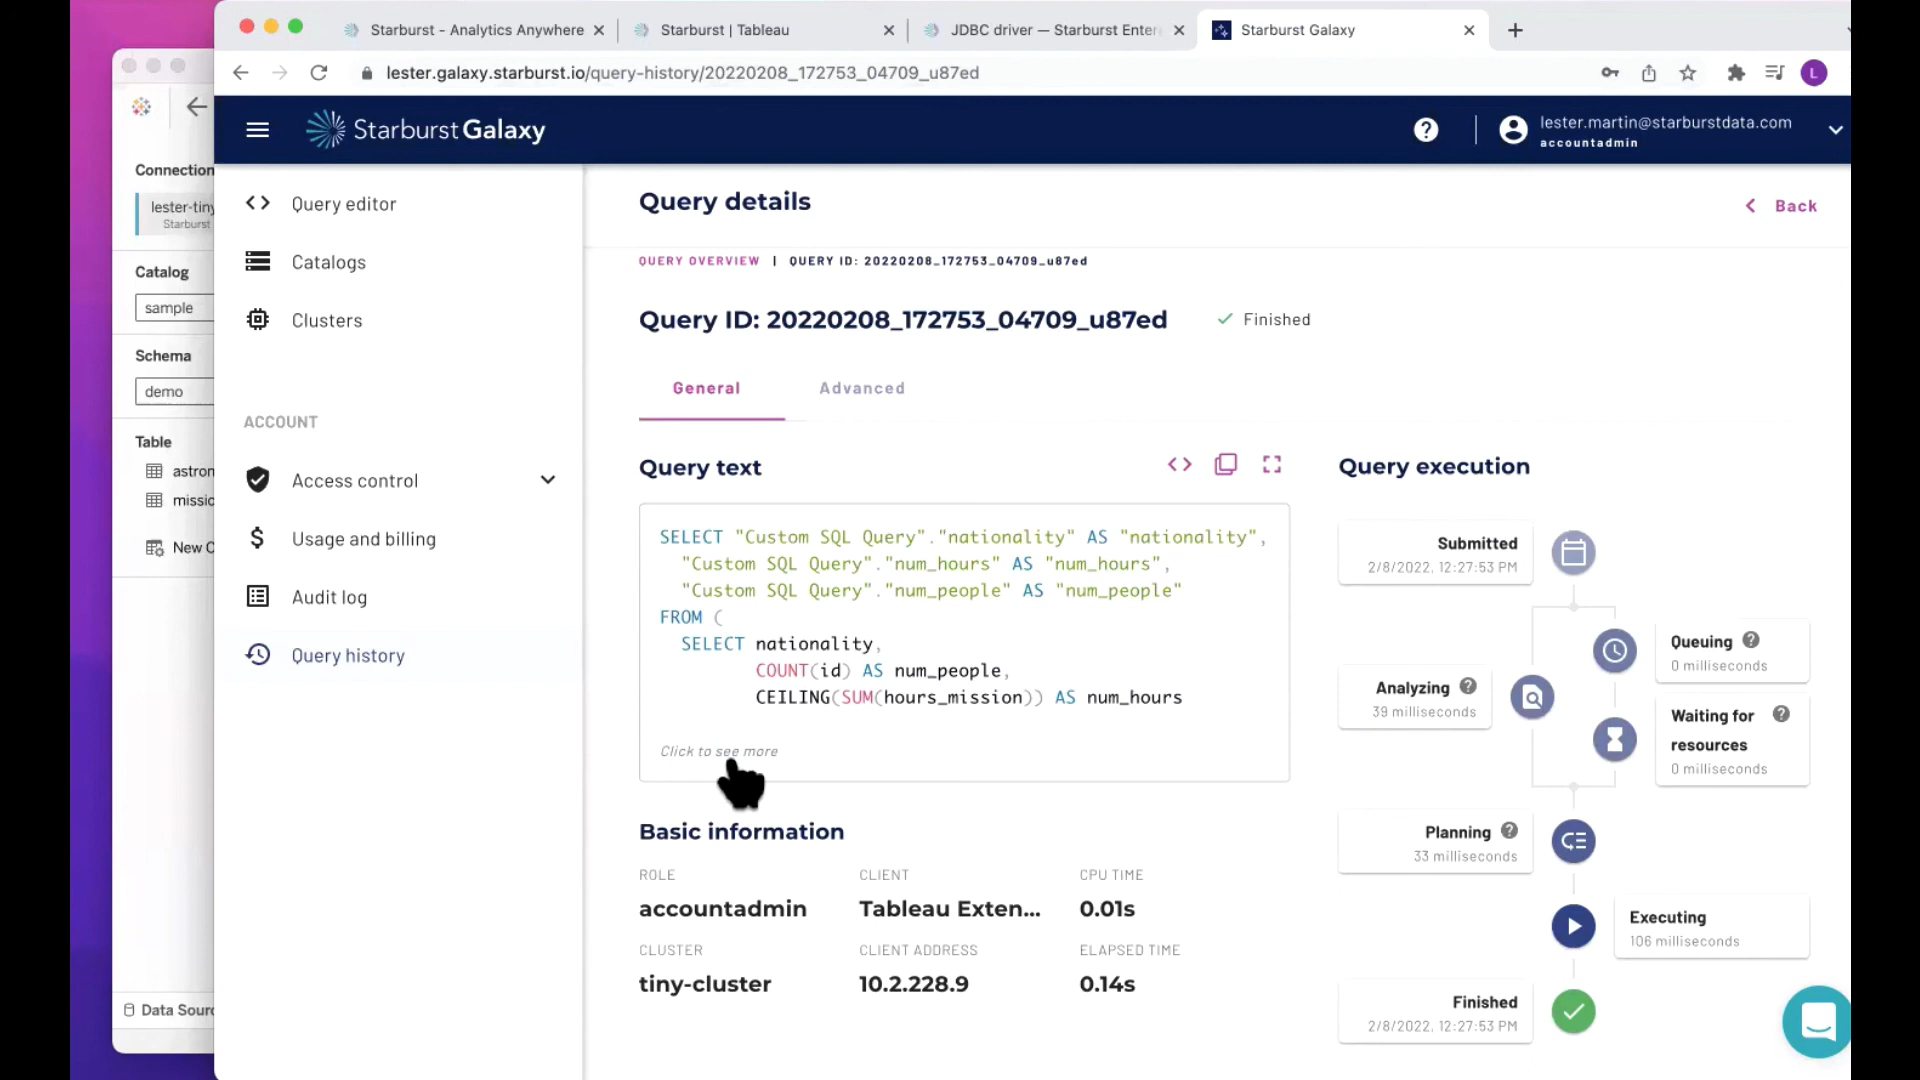 Starburst - Analytics Anywhere
Starburst | Tableau
JDBC driver — Starburst Enter
Starburst Galaxy
lester.galaxy.starburst.io/query-history/20220208_172753_04709_u87ed
L
Starburst Galaxy
lester.martin@starburstdata.com
accountadmin
Connection
lester-tiny
Starburst
Catalog
sample
Schema
demo
Table
astron
missio
New C
Data Sourc
Query editor
Catalogs
Clusters
ACCOUNT
Access control
Usage and billing
Audit log
Query history
Query details
Back
QUERY OVERVIEW | QUERY ID: 20220208_172753_04709_u87ed
Query ID: 20220208_172753_04709_u87ed
Finished
General
Advanced
Query text
SELECT "Custom SQL Query"."nationality" AS "nationality",
"Custom SQL Query"."num_hours" AS "num_hours",
"Custom SQL Query"."num_people" AS "num_people"
FROM (
SELECT nationality,
COUNT(id) AS num_people,
CEILING(SUM(hours_mission)) AS num_hours
Click to see more
Basic information
ROLE
CLIENT
CPU TIME
accountadmin
Tableau Exten...
0.01s
CLUSTER
CLIENT ADDRESS
ELAPSED TIME
tiny-cluster
10.2.228.9
0.14s
Query execution
Submitted
2/8/2022, 12:27:53 PM
Queuing
0 milliseconds
Analyzing
39 milliseconds
Waiting for
resources
0 milliseconds
Planning
33 milliseconds
Executing
106 milliseconds
Finished
2/8/2022, 12:27:53 PM